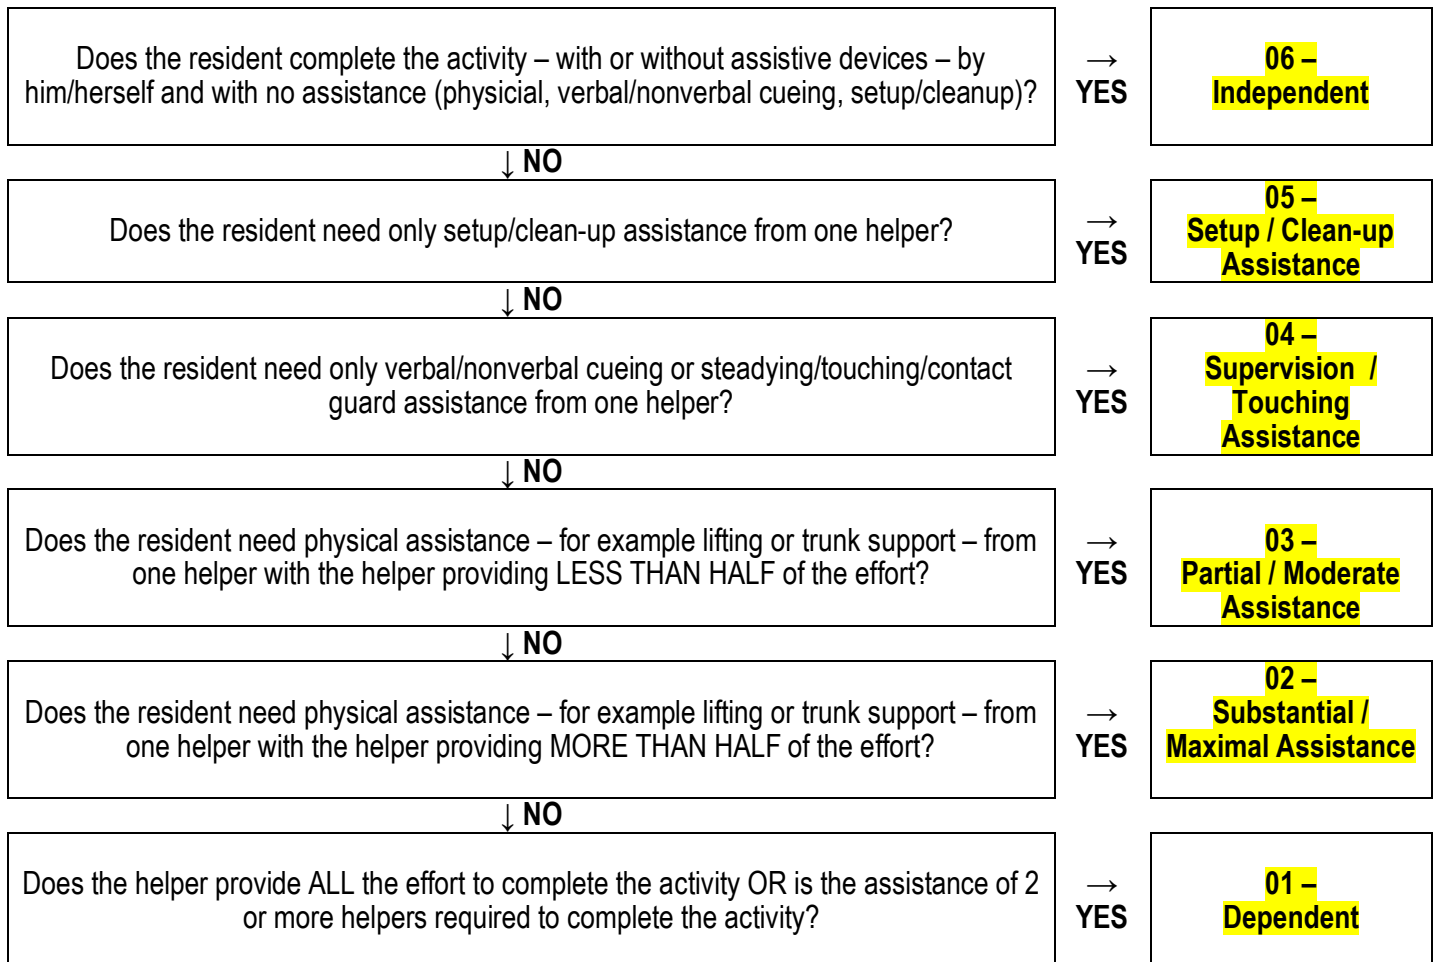 Does the resident complete the activity – with or without assistive devices – by
him/herself and with no assistance (physicial, verbal/nonverbal cueing, setup/cleanup)?
→
YES
06 –
Independent
↓ NO
Does the resident need only setup/clean-up assistance from one helper?
→
YES
05 –
Setup / Clean-up
Assistance
↓ NO
Does the resident need only verbal/nonverbal cueing or steadying/touching/contact
guard assistance from one helper?
→
YES
04 –
Supervision /
Touching
Assistance
↓ NO
Does the resident need physical assistance – for example lifting or trunk support – from
one helper with the helper providing LESS THAN HALF of the effort?
→
YES
03 –
Partial / Moderate
Assistance
↓ NO
Does the resident need physical assistance – for example lifting or trunk support – from
one helper with the helper providing MORE THAN HALF of the effort?
→
YES
02 –
Substantial /
Maximal Assistance
↓ NO
Does the helper provide ALL the effort to complete the activity OR is the assistance of 2
or more helpers required to complete the activity?
→
YES
01 –
Dependent